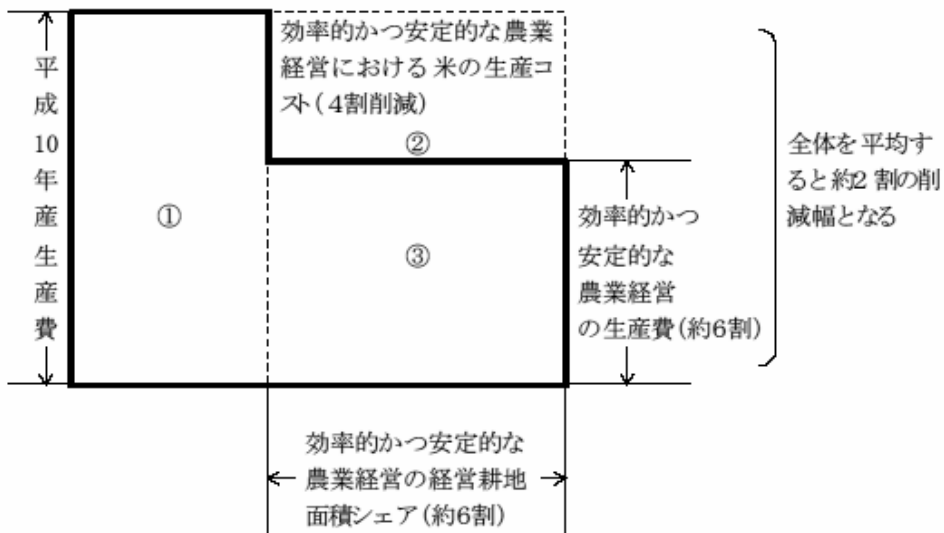 平
成
10
年
産
生
産
費
効率的かつ安定的な農業
経営における米の生産コ
スト(4割削減)
②
①
③
効率的かつ
安定的な
農業経営
の生産費(約6割)
全体を平均す
ると約2割の削
減幅となる
効率的かつ安定的な
農業経営の経営耕地
面積シェア(約6割)